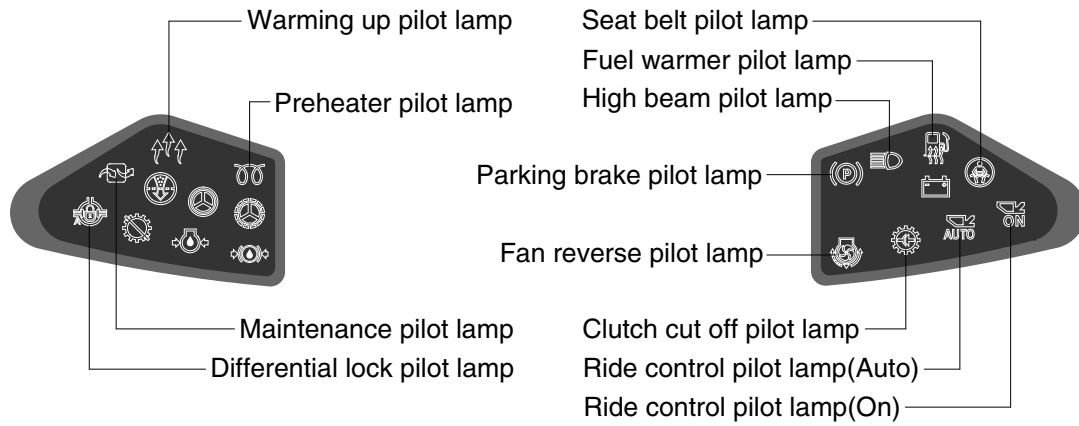 Warming up pilot lamp
Preheater pilot lamp
Maintenance pilot lamp
Differential lock pilot lamp
A
Seat belt pilot lamp
Fuel warmer pilot lamp
High beam pilot lamp
Parking brake pilot lamp
Fan reverse pilot lamp
Clutch cut off pilot lamp
Ride control pilot lamp(Auto)
Ride control pilot lamp(On)
P
AUTO
ON